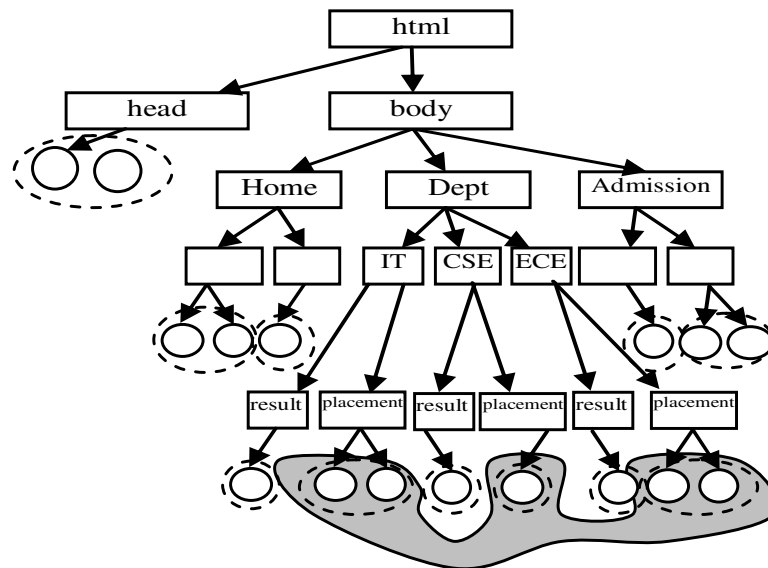 html
head
body
Home
Dept
Admission
IT
CSE
ECE
result
placement
result
placement
result
placement